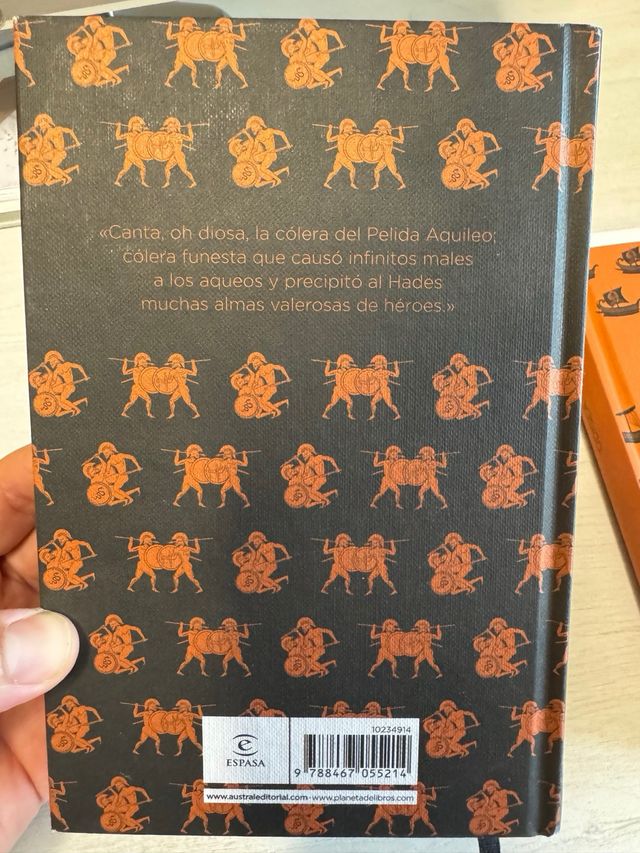 «Canta, oh diosa, la cólera del Pelida Aquileo;
cólera funesta que causó infinitos males
a los aqueos y precipitó al Hades
muchas almas valerosas de héroes.»
10234914
e
ESPASA
9 788467 055214
www.australeditorial.com - www.planetadelibros.com